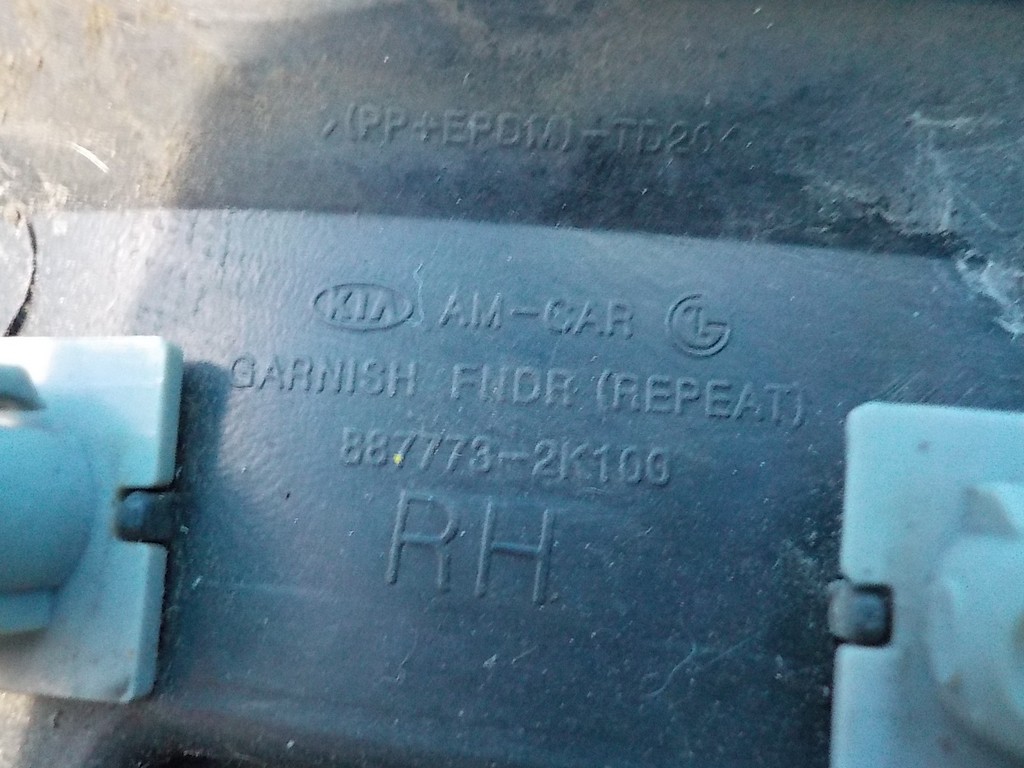 >(PP+EPDM)-TD20<
KIA AM-CAR
GARNISH FNDR (REPEAT)
887773-2K100
RH